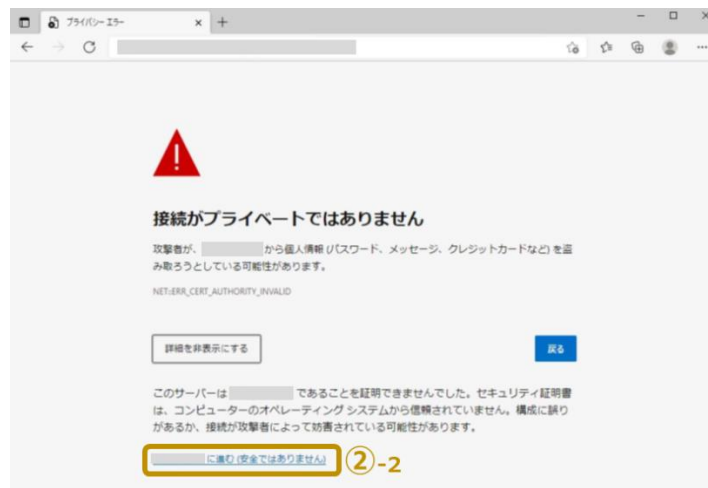 プライバシー エラー
接続がプライベートではありません
攻撃者が、 から個人情報 (パスワード、メッセージ、クレジットカードなど) を盗
み取ろうとしている可能性があります。
NET::ERR_CERT_AUTHORITY_INVALID
詳細を非表示にする
戻る
このサーバーは であることを証明できませんでした。セキュリティ証明書
は、コンピューターのオペレーティング システムから信頼されていません。構成に誤り
があるか、接続が攻撃者によって妨害されている可能性があります。
に進む (安全ではありません)
②-2